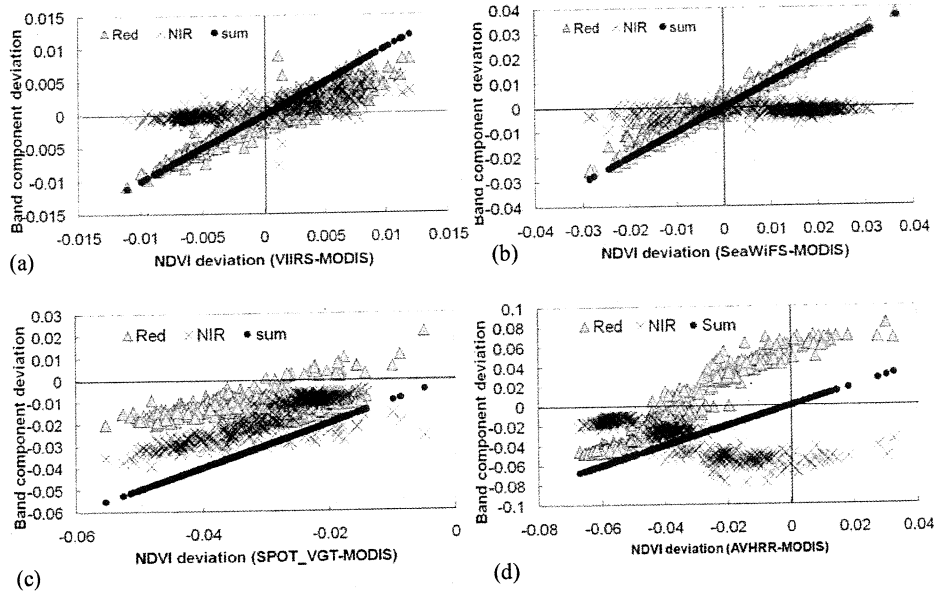 Band component deviation
0.015
0.01
0.005
0
0.005
-0.01
0.015
Red NIR sum
-0.015 -0.01 -0.005 0 0.005 0.01 0.015
NDVI deviation (VIIRS-MODIS)
(a)
Band component deviation
0.04
0.03
0.02
0.01
0
-0.01
-0.02
-0.03
-0.04
Red NIR sum
-0.04 -0.03 -0.02 -0.01 0 0.01 0.02 0.03 0.04
NDVI deviation (SeaWiFS-MODIS)
(b)
Band component deviation
0.03
0.02
0.01
0
-0.01
-0.02
-0.03
-0.04
-0.05
-0.06
Red NIR sum
-0.06 -0.04 -0.02 0
NDVI deviation (SPOT_VGT-MODIS)
(c)
Band component deviation
0.1
0.08
0.06
0.04
0.02
0
-0.02
-0.04
-0.06
-0.08
-0.1
Red NIR Sum
-0.08 -0.06 -0.04 -0.02 0 0.02 0.04
NDVI deviation (AVHRR-MODIS)
(d)